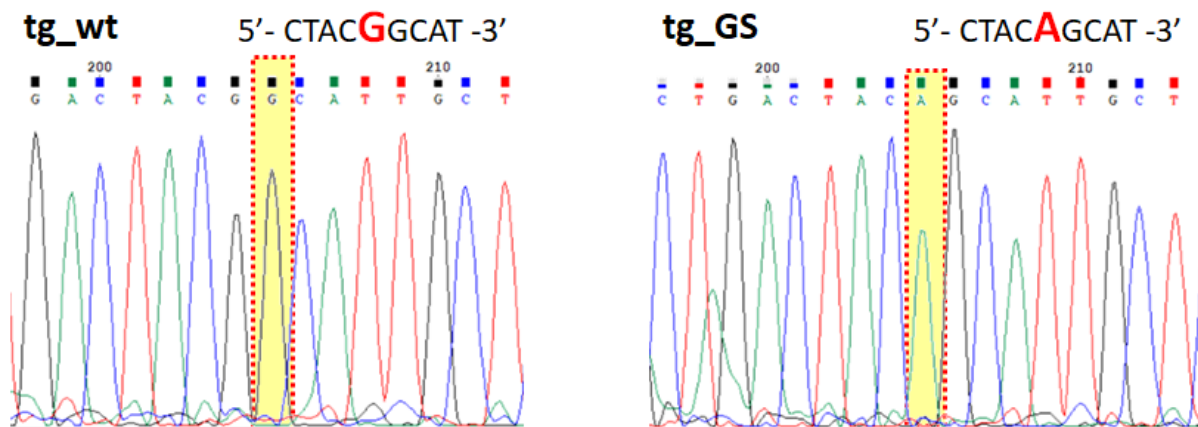 tg_wt 5’- CTACGGCAT -3’
200 210
G A C T A C G G C A T T G C T
tg_GS 5’- CTACAGCAT -3’
200 210
C T G A C T A C A G C A T T G C T